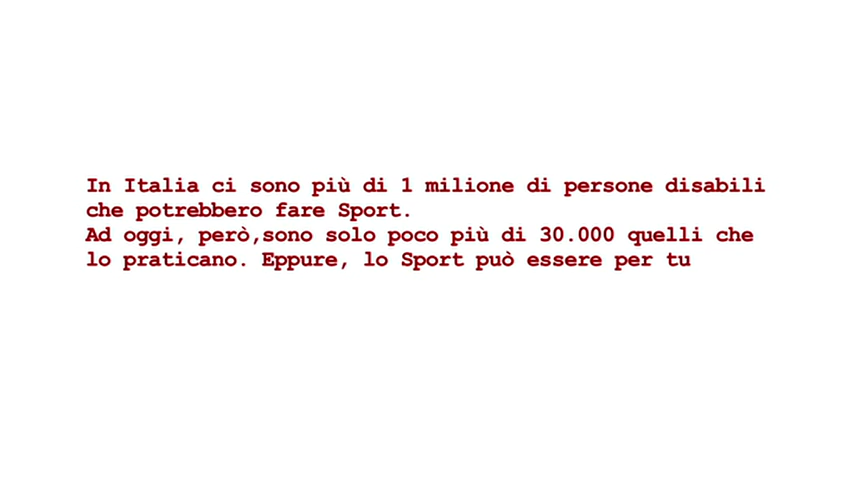 In Italia ci sono più di 1 milione di persone disabili
che potrebbero fare Sport.
Ad oggi, però,sono solo poco più di 30.000 quelli che
lo praticano. Eppure, lo Sport può essere per tu